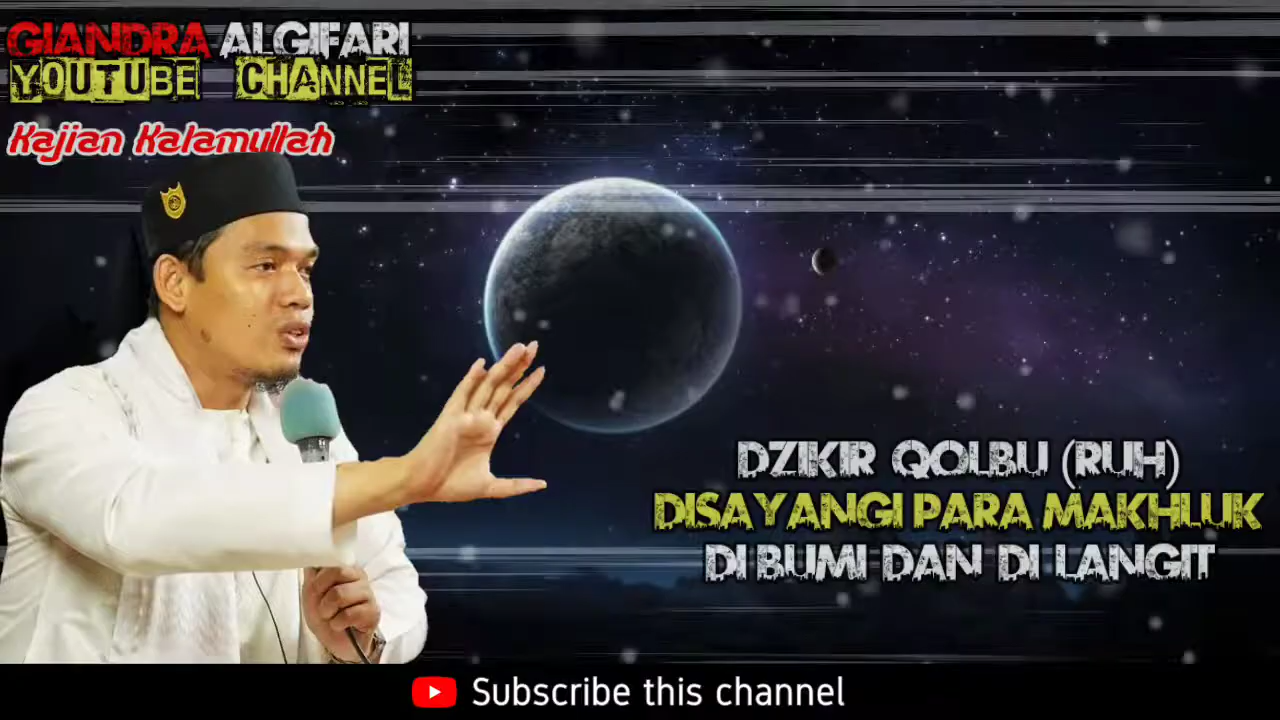 GIANDRA ALGIFARI
YOUTUBE CHANNEL
Kajian Kalamullah
DZIKIR QOLBU (RUH)
DISAYANGI PARA MAKHLUK
DI BUMI DAN DI LANGIT
Subscribe this channel